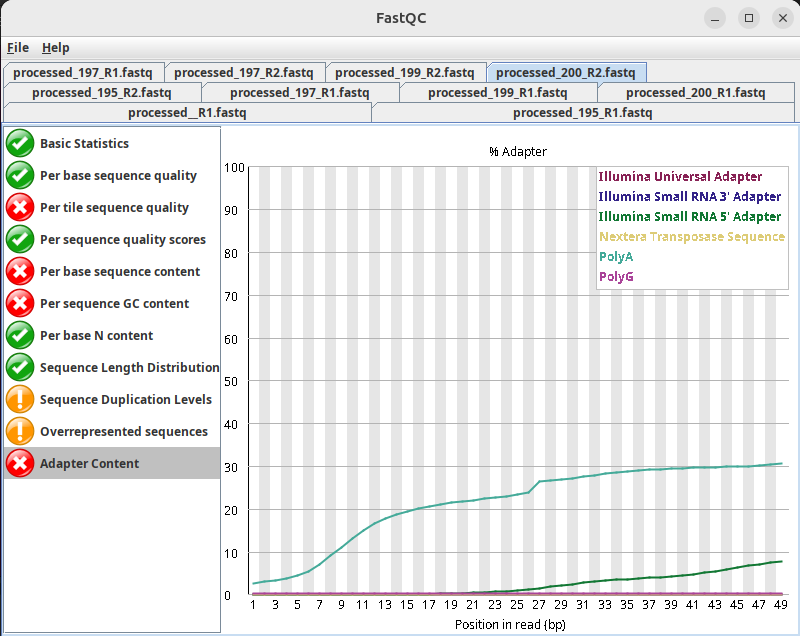 FastQC
File Help
processed_197_R1.fastq processed_197_R2.fastq processed_199_R2.fastq processed_200_R2.fastq
processed_195_R2.fastq processed_197_R1.fastq processed_199_R1.fastq processed_200_R1.fastq
processed__R1.fastq processed_195_R1.fastq
Basic Statistics
Per base sequence quality
Per tile sequence quality
Per sequence quality scores
Per base sequence content
Per sequence GC content
Per base N content
Sequence Length Distribution
Sequence Duplication Levels
Overrepresented sequences
Adapter Content
% Adapter
Illumina Universal Adapter
Illumina Small RNA 3' Adapter
Illumina Small RNA 5' Adapter
Nextera Transposase Sequence
PolyA
PolyG
100
90
80
70
60
50
40
30
20
10
0
1 3 5 7 9 11 13 15 17 19 21 23 25 27 29 31 33 35 37 39 41 43 45 47 49
Position in read (bp)